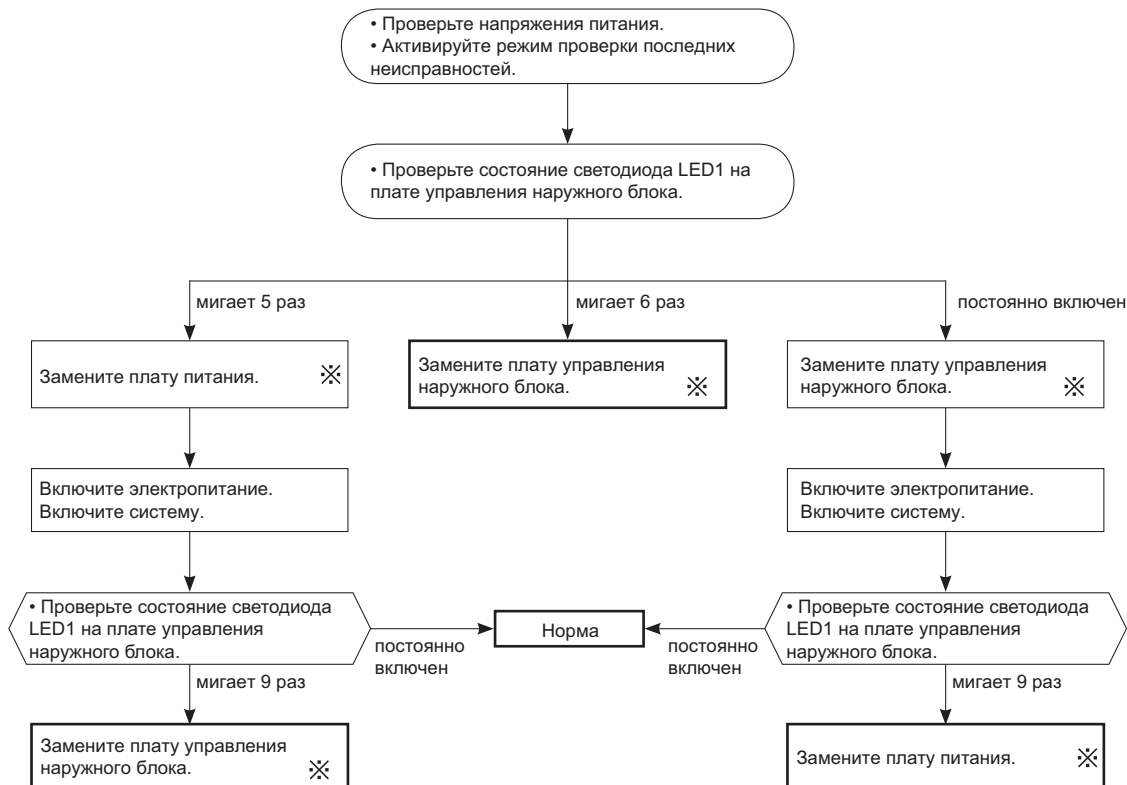 • Проверьте напряжения питания.
• Активируйте режим проверки последних
неисправностей.
• Проверьте состояние светодиода LED1 на
плате управления наружного блока.
мигает 5 раз
мигает 6 раз
постоянно включен
Замените плату питания. ※
Замените плату управления
наружного блока. ※
Замените плату управления
наружного блока. ※
Включите электропитание.
Включите систему.
Включите электропитание.
Включите систему.
• Проверьте состояние светодиода
LED1 на плате управления
наружного блока.
постоянно
включен
Норма
постоянно
включен
• Проверьте состояние светодиода
LED1 на плате управления
наружного блока.
мигает 9 раз
мигает 9 раз
Замените плату управления
наружного блока. ※
Замените плату питания. ※